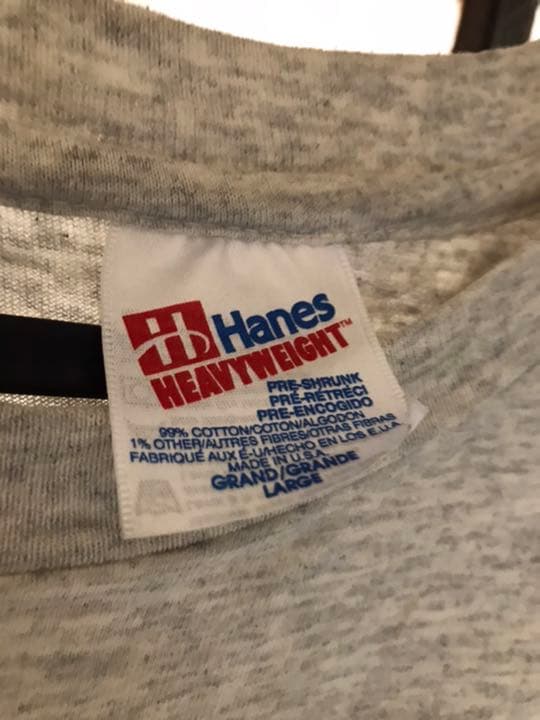 Hanes
HEAVYWEIGHT™
PRE-SHRUNK
PRÉ-RETRECI
PRE-ENCOGIDO
99% COTTON/COTON/ALGODON
1% OTHER/AUTRES FIBRES/OTRAS FIBRAS
FABRIQUÉ AUX É-U/HECHO EN LOS E.U.A.
MADE IN U.S.A.
GRAND/GRANDE
LARGE